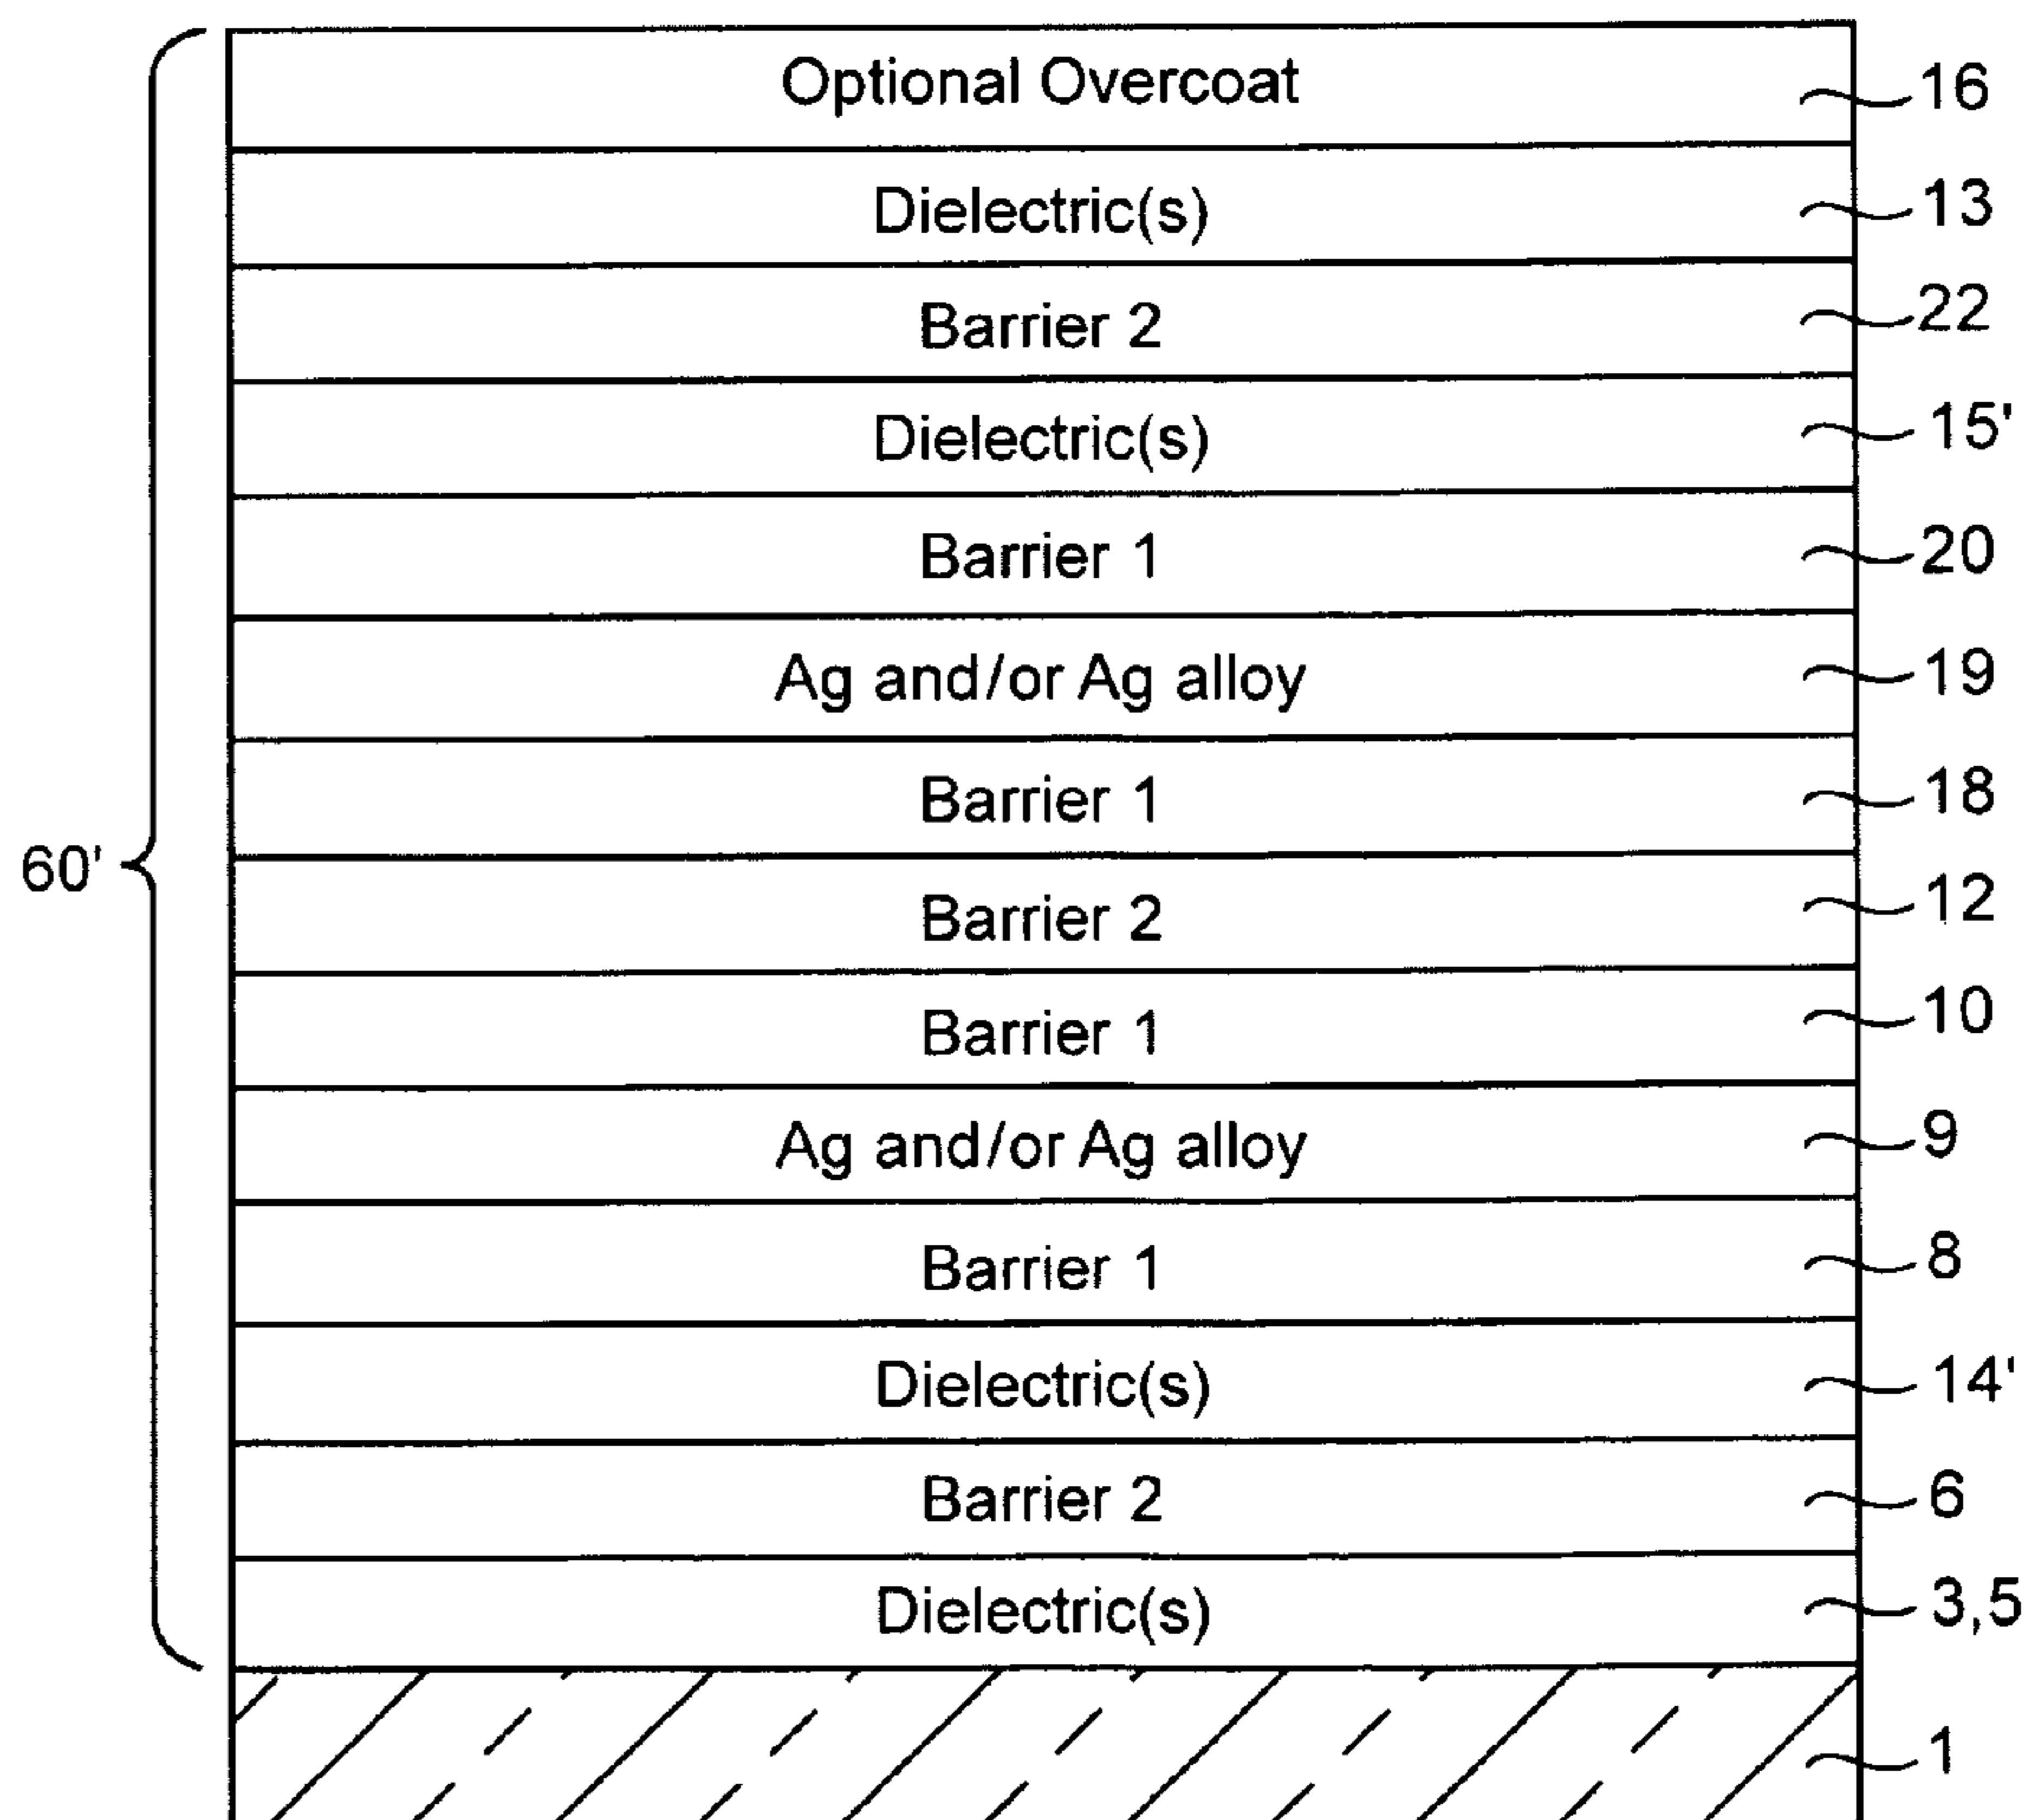 Optional Overcoat 16
Dielectric(s) 13
Barrier 2 22
Dielectric(s) 15'
Barrier 1 20
Ag and/or Ag alloy 19
Barrier 1 18
60'
Barrier 2 12
Barrier 1 10
Ag and/or Ag alloy 9
Barrier 1 8
Dielectric(s) 14'
Barrier 2 6
Dielectric(s) 3,5
1